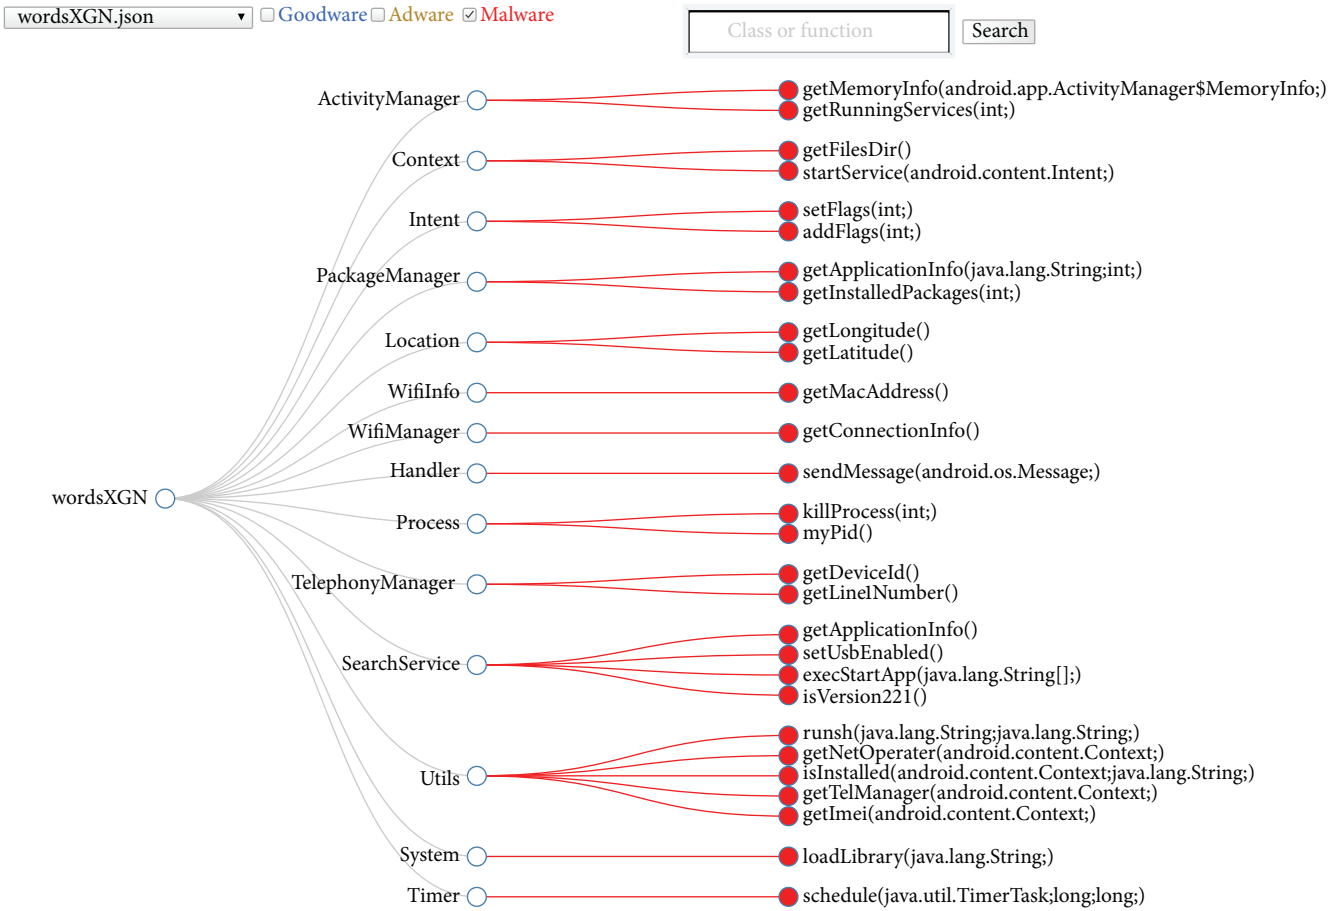 wordsXGN.json Goodware Adware Malware Class or function Search
ActivityManager
getMemoryInfo(android.app.ActivityManager$MemoryInfo;)
getRunningServices(int;)
Context
getFilesDir()
startService(android.content.Intent;)
Intent
setFlags(int;)
addFlags(int;)
PackageManager
getApplicationInfo(java.lang.String;int;)
getInstalledPackages(int;)
Location
getLongitude()
getLatitude()
WifiInfo
getMacAddress()
WifiManager
getConnectionInfo()
Handler
sendMessage(android.os.Message;)
wordsXGN
Process
killProcess(int;)
myPid()
TelephonyManager
getDeviceId()
getLine1Number()
SearchService
getApplicationInfo()
setUsbEnabled()
execStartApp(java.lang.String[];)
isVersion221()
Utils
runsh(java.lang.String;java.lang.String;)
getNetOperater(android.content.Context;)
isInstalled(android.content.Context;java.lang.String;)
getTelManager(android.content.Context;)
getImei(android.content.Context;)
System
loadLibrary(java.lang.String;)
Timer
schedule(java.util.TimerTask;long;long;)